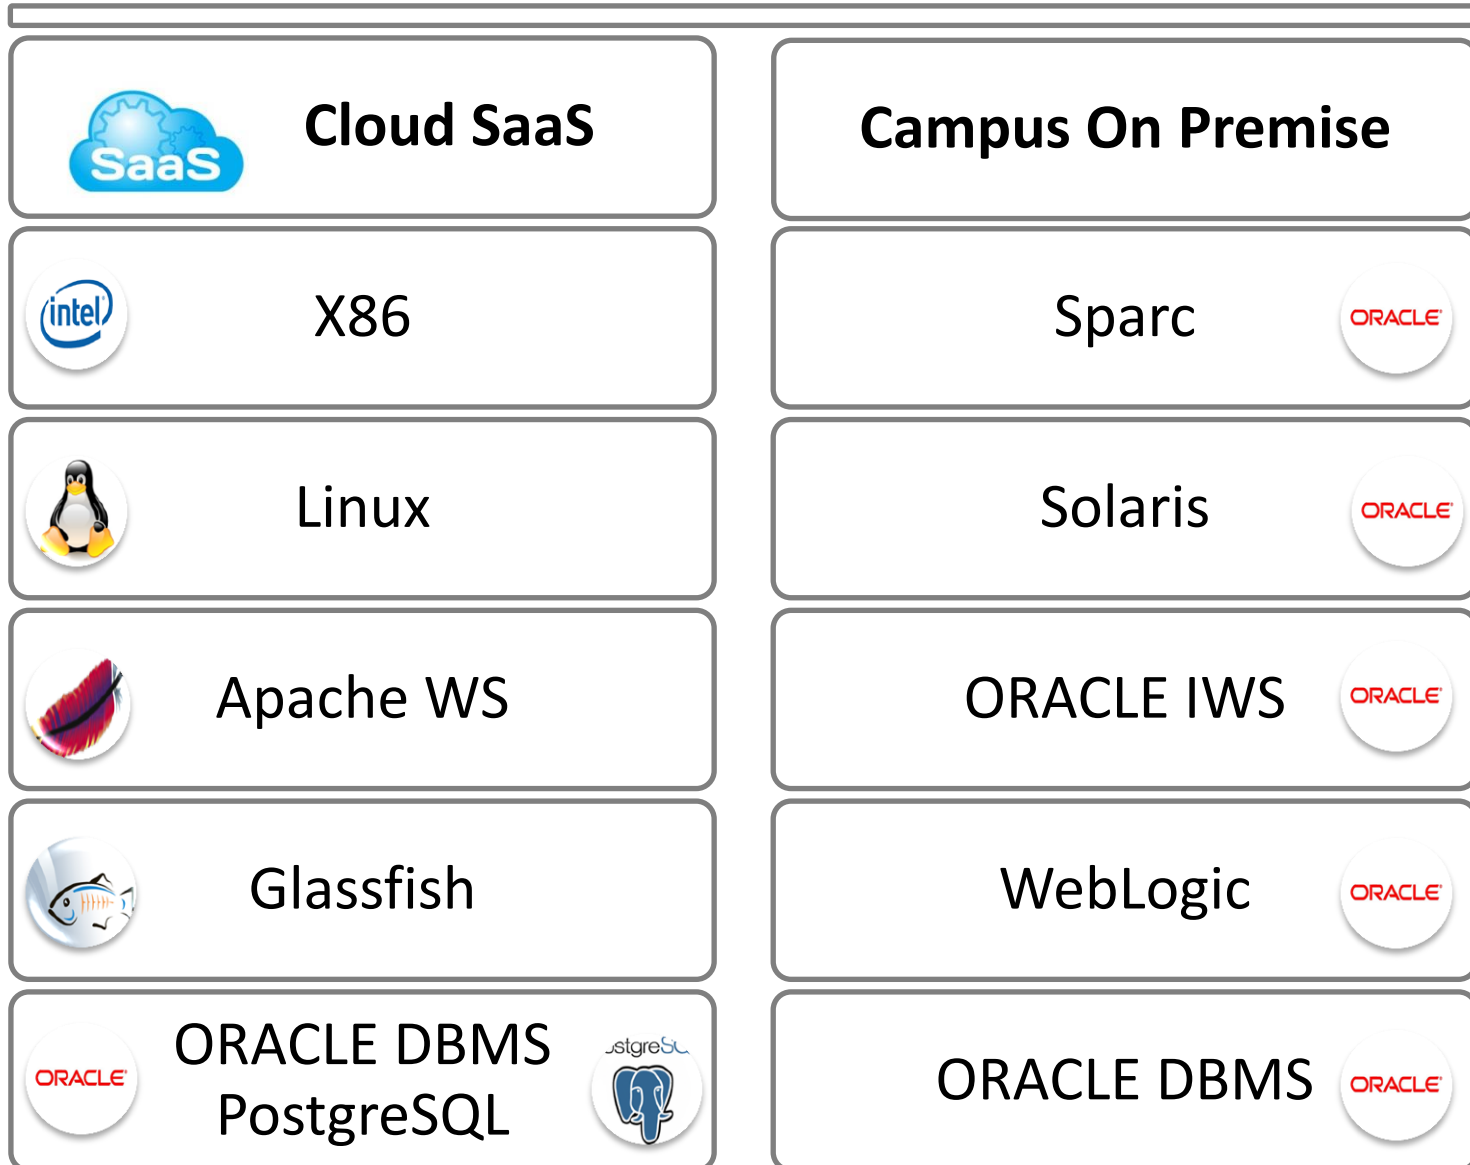 SaaS
Cloud SaaS
Campus On Premise
intel
X86
Sparc
ORACLE
Linux
Solaris
ORACLE
Apache WS
ORACLE IWS
ORACLE
Glassfish
WebLogic
ORACLE
ORACLE
ORACLE DBMS
PostgreSQL
ORACLE DBMS
ORACLE